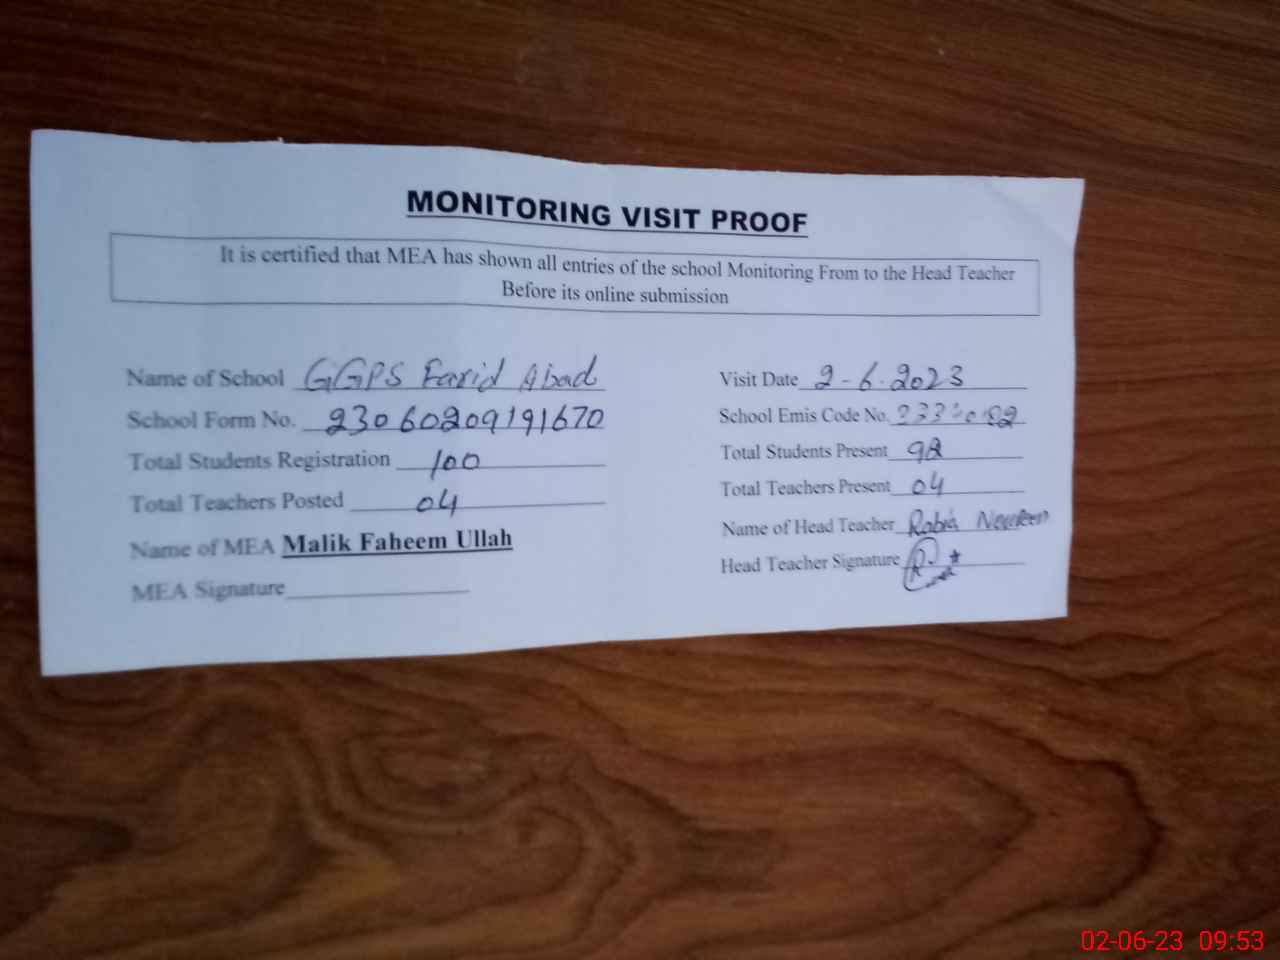 MONITORING VISIT PROOF
It is certified that MEA has shown all entries of the school Monitoring From to the Head Teacher
Before its online submission
Name of School GGPS Farid Abad
Visit Date 2-6-2023
School Form No. 23060209191670
School Emis Code No.
Total Students Registration 100
Total Students Present 98
Total Teachers Posted 04
Total Teachers Present 04
Name of MEA Malik Faheem Ullah
Name of Head Teacher Rabia
MEA Signature
Head Teacher Signature
02-06-23 09:53